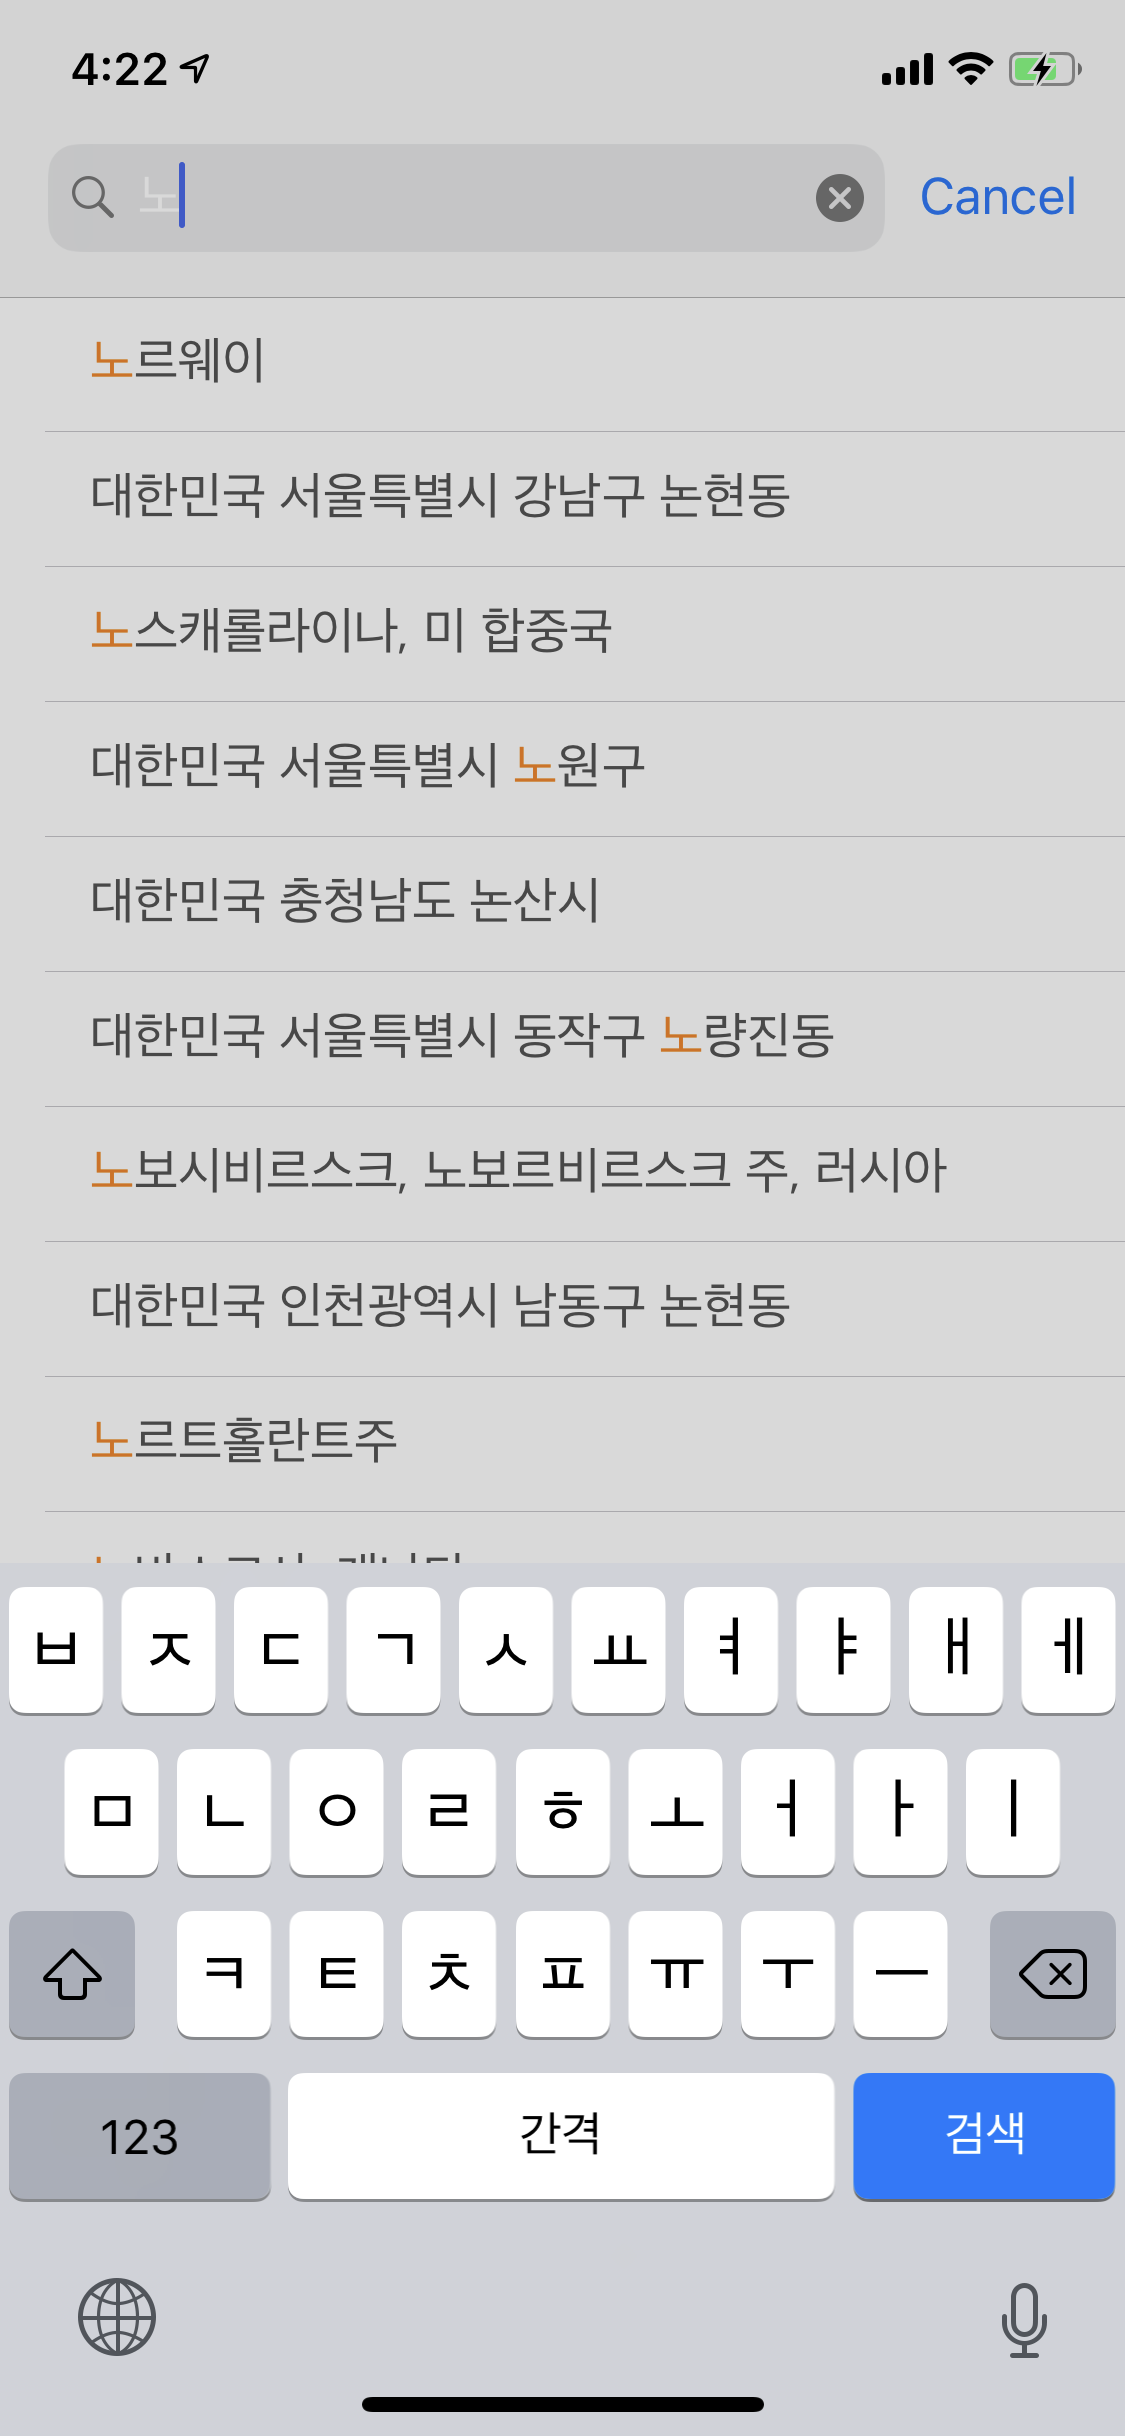 4:22
노
Cancel
노르웨이
대한민국 서울특별시 강남구 논현동
노스캐롤라이나, 미 합중국
대한민국 서울특별시 노원구
대한민국 충청남도 논산시
대한민국 서울특별시 동작구 노량진동
노보시비르스크, 노보르비르스크 주, 러시아
대한민국 인천광역시 남동구 논현동
노르트홀란트주
ㅂ ㅈ ㄷ ㄱ ㅅ ㅛ ㅕ ㅑ ㅐ ㅔ
ㅁ ㄴ ㅇ ㄹ ㅎ ㅗ ㅓ ㅏ ㅣ
ㅋ ㅌ ㅊ ㅍ ㅠ ㅜ ㅡ
123 간격 검색